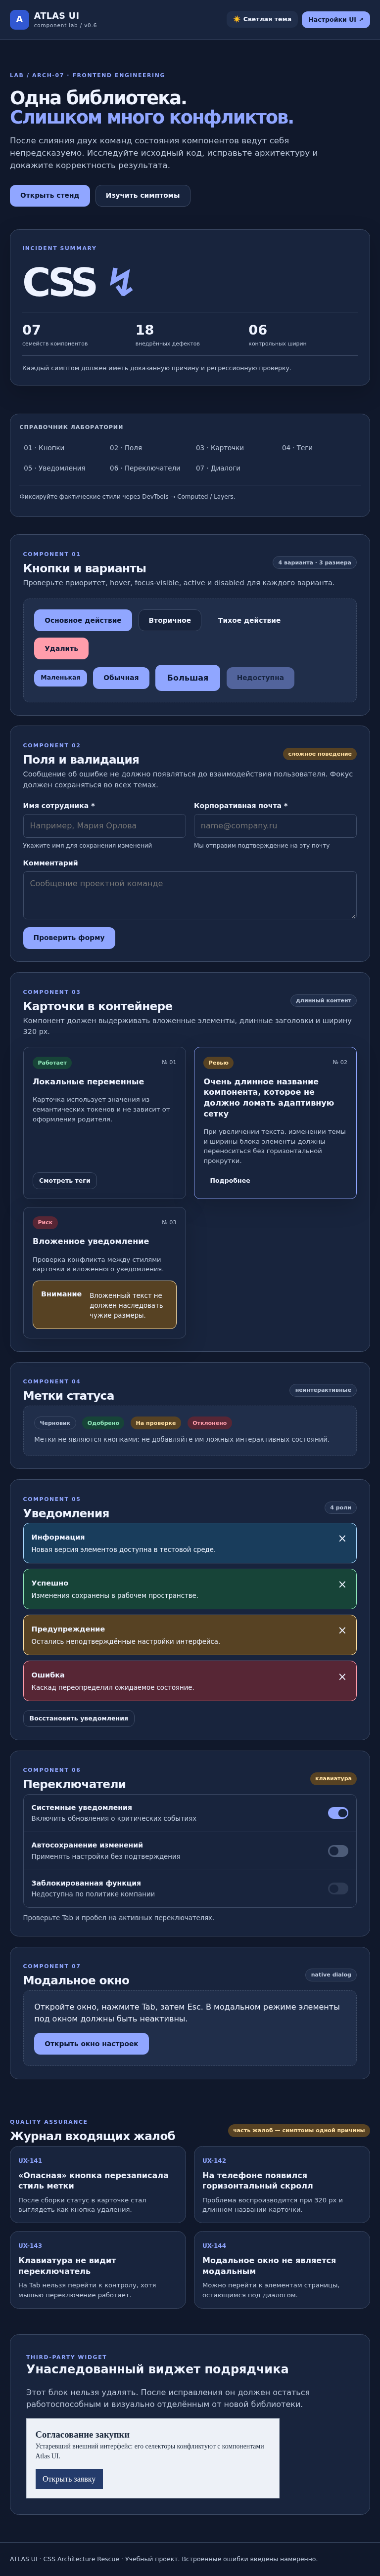 A
ATLAS UI
component lab / v0.6
☀️ Светлая тема
Настройки UI ↗
LAB / ARCH-07 · FRONTEND ENGINEERING
Одна библиотека.
Слишком много конфликтов.
После слияния двух команд состояния компонентов ведут себя
непредсказуемо. Исследуйте исходный код, исправьте архитектуру и
докажите корректность результата.
Открыть стенд
Изучить симптомы
INCIDENT SUMMARY
CSS ↯
07
18
06
семейств компонентов
внедрённых дефектов
контрольных ширин
Каждый симптом должен иметь доказанную причину и регрессионную проверку.
СПРАВОЧНИК ЛАБОРАТОРИИ
01 · Кнопки
02 · Поля
03 · Карточки
04 · Теги
05 · Уведомления
06 · Переключатели
07 · Диалоги
Фиксируйте фактические стили через DevTools → Computed / Layers.
COMPONENT 01
Кнопки и варианты
4 варианта · 3 размера
Проверьте приоритет, hover, focus-visible, active и disabled для каждого варианта.
Основное действие
Вторичное
Тихое действие
Удалить
Маленькая
Обычная
Большая
Недоступна
COMPONENT 02
Поля и валидация
сложное поведение
Сообщение об ошибке не должно появляться до взаимодействия пользователя. Фокус
должен сохраняться во всех темах.
Имя сотрудника *
Корпоративная почта *
Например, Мария Орлова
name@company.ru
Укажите имя для сохранения изменений
Мы отправим подтверждение на эту почту
Комментарий
Сообщение проектной команде
Проверить форму
COMPONENT 03
Карточки в контейнере
длинный контент
Компонент должен выдерживать вложенные элементы, длинные заголовки и ширину
320 px.
Работает
№ 01
Локальные переменные
Карточка использует значения из
семантических токенов и не зависит от
оформления родителя.
Смотреть теги
Ревью
№ 02
Очень длинное название
компонента, которое не
должно ломать адаптивную
сетку
При увеличении текста, изменении темы
и ширины блока элементы должны
переноситься без горизонтальной
прокрутки.
Подробнее
Риск
№ 03
Вложенное уведомление
Проверка конфликта между стилями
карточки и вложенного уведомления.
Внимание
Вложенный текст не
должен наследовать
чужие размеры.
COMPONENT 04
Метки статуса
неинтерактивные
Черновик
Одобрено
На проверке
Отклонено
Метки не являются кнопками: не добавляйте им ложных интерактивных состояний.
COMPONENT 05
Уведомления
4 роли
Информация
Новая версия элементов доступна в тестовой среде.
×
Успешно
Изменения сохранены в рабочем пространстве.
×
Предупреждение
Остались неподтверждённые настройки интерфейса.
×
Ошибка
Каскад переопределил ожидаемое состояние.
×
Восстановить уведомления
COMPONENT 06
Переключатели
клавиатура
Системные уведомления
Включить обновления о критических событиях
Автосохранение изменений
Применять настройки без подтверждения
Заблокированная функция
Недоступна по политике компании
Проверьте Tab и пробел на активных переключателях.
COMPONENT 07
Модальное окно
native dialog
Откройте окно, нажмите Tab, затем Esc. В модальном режиме элементы
под окном должны быть неактивны.
Открыть окно настроек
QUALITY ASSURANCE
Журнал входящих жалоб
часть жалоб — симптомы одной причины
UX-141
«Опасная» кнопка перезаписала
стиль метки
После сборки статус в карточке стал
выглядеть как кнопка удаления.
UX-142
На телефоне появился
горизонтальный скролл
Проблема воспроизводится при 320 px и
длинном названии карточки.
UX-143
Клавиатура не видит
переключатель
На Tab нельзя перейти к контролу, хотя
мышью переключение работает.
UX-144
Модальное окно не является
модальным
Можно перейти к элементам страницы,
остающимся под диалогом.
THIRD-PARTY WIDGET
Унаследованный виджет подрядчика
Этот блок нельзя удалять. После исправления он должен остаться
работоспособным и визуально отделённым от новой библиотеки.
Согласование закупки
Устаревший внешний интерфейс: его селекторы конфликтуют с компонентами
Atlas UI.
Открыть заявку
ATLAS UI · CSS Architecture Rescue · Учебный проект. Встроенные ошибки введены намеренно.